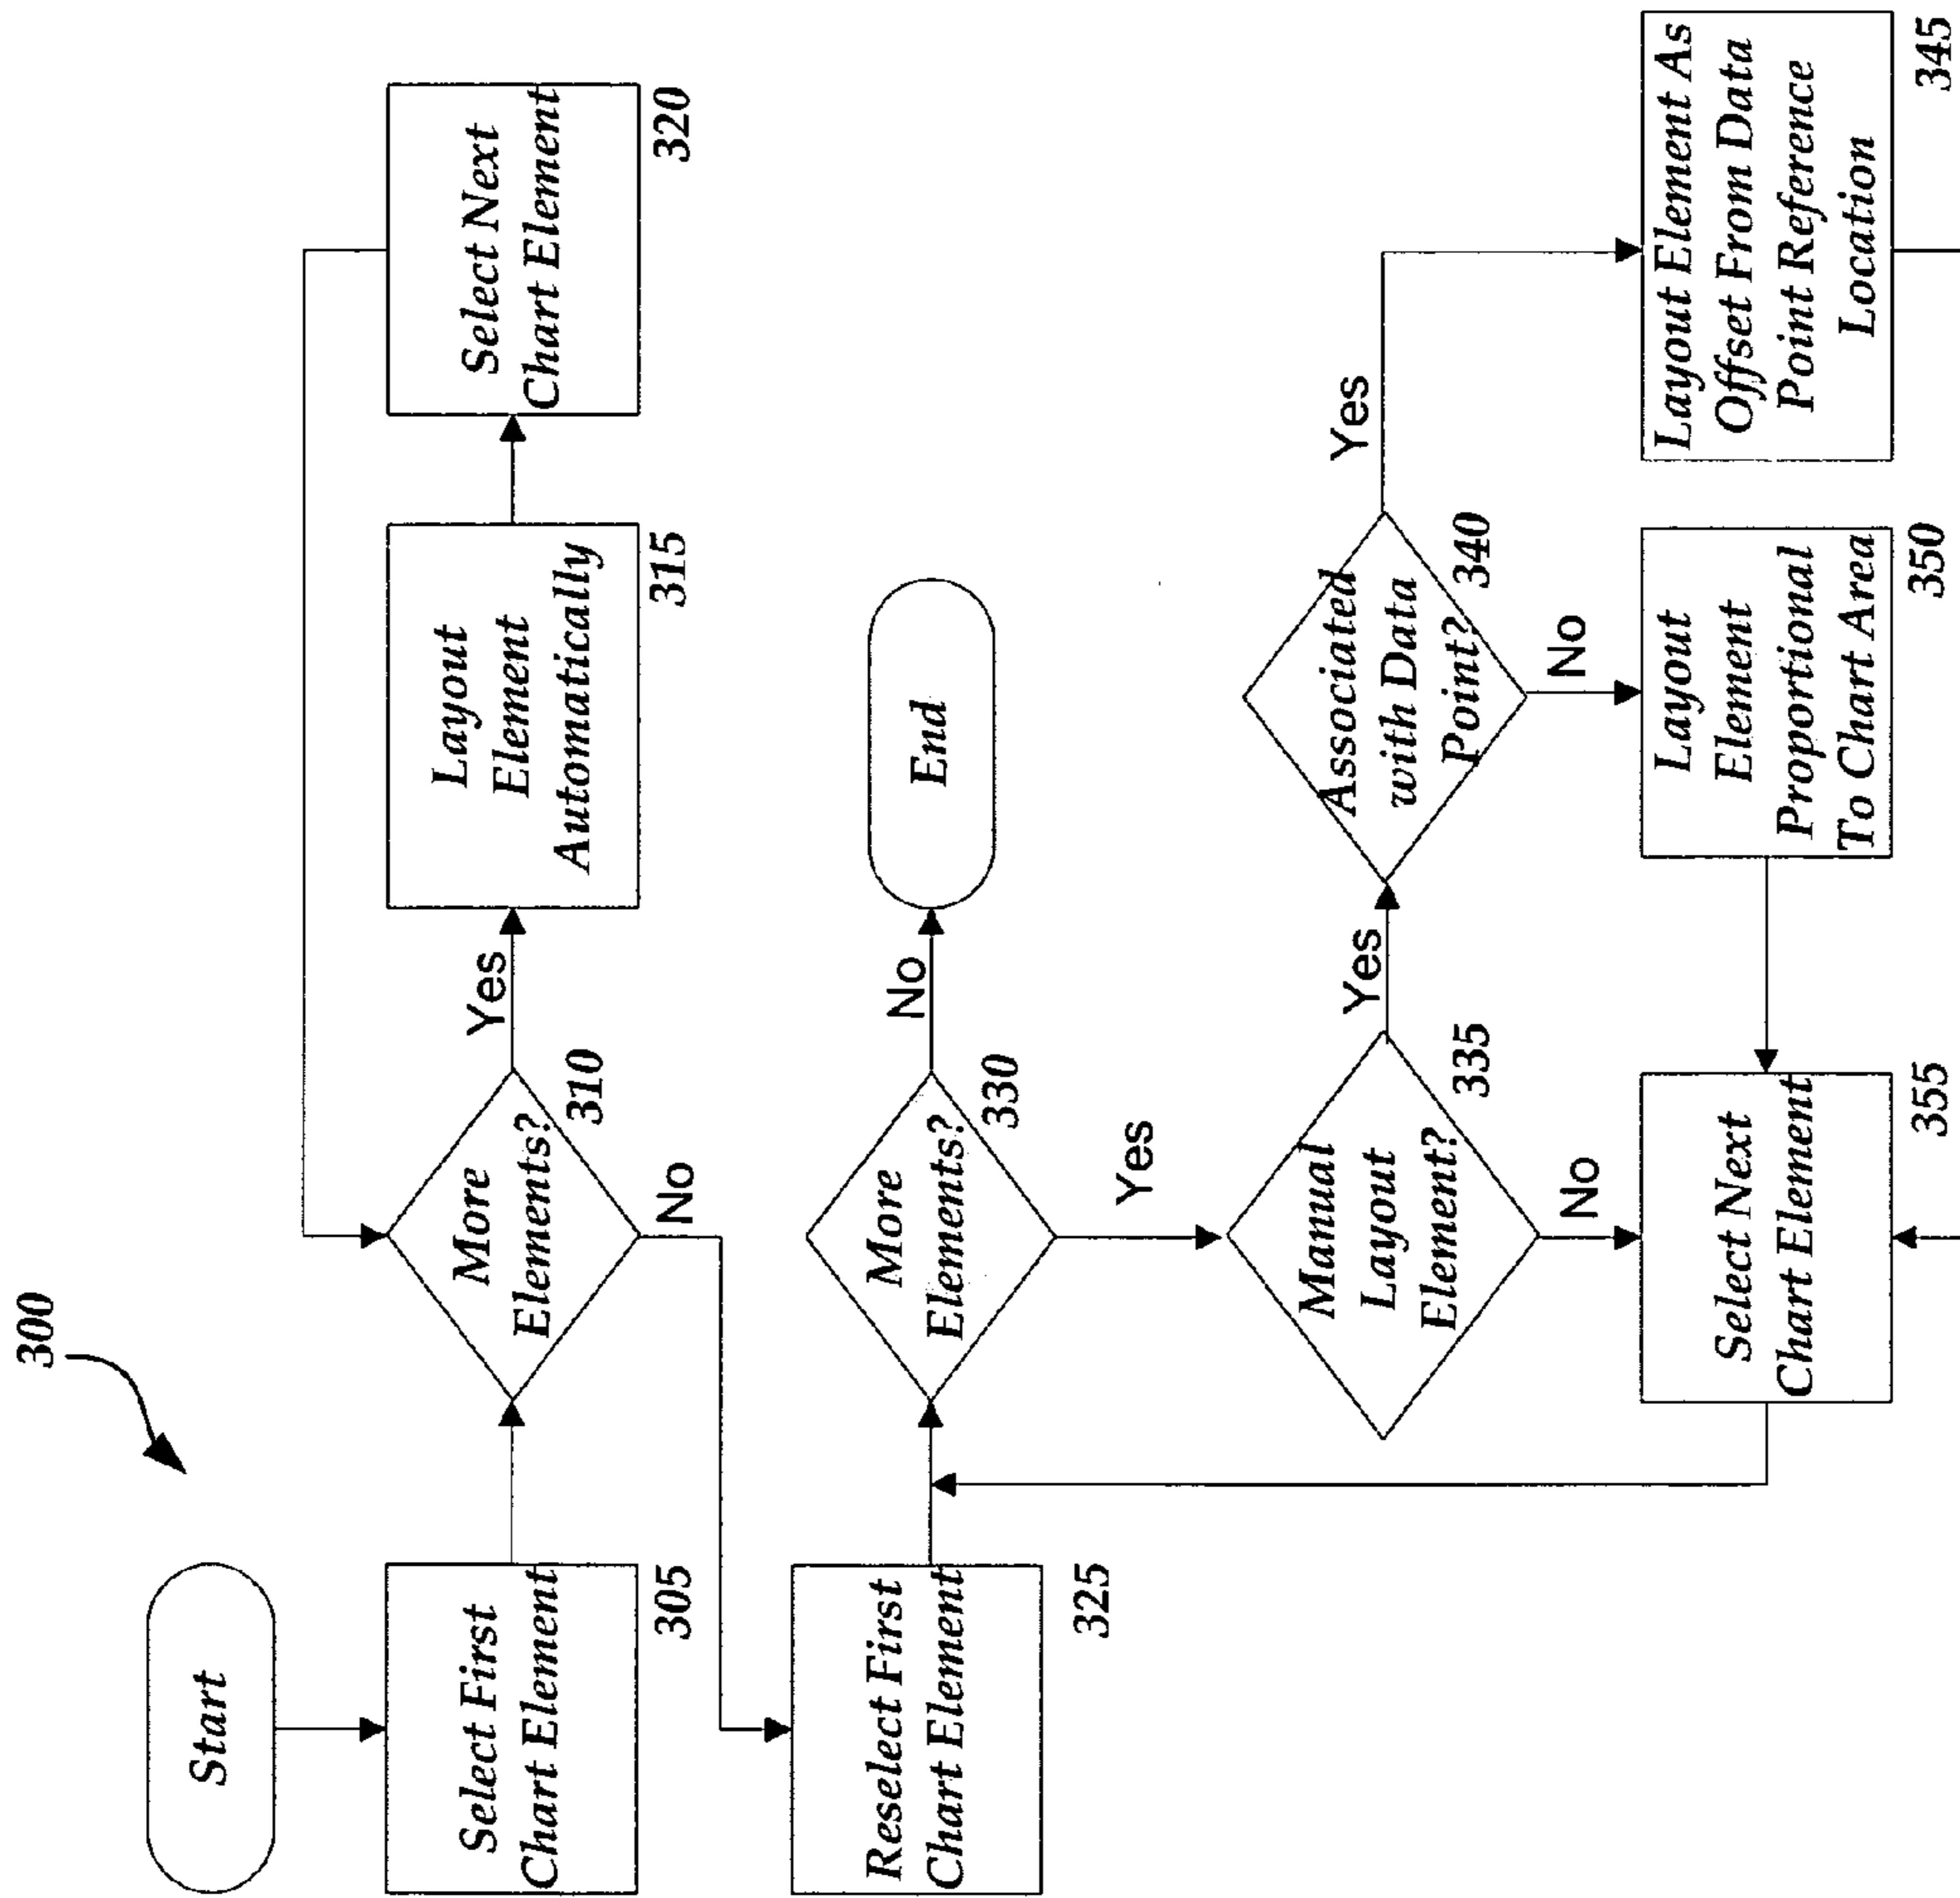 300
Start
Select First
Chart Element
305
More
Elements?
310
Yes
No
Layout
Element
Automatically
315
Select Next
Chart Element
320
Reselect First
Chart Element
325
More
Elements?
330
No
Yes
End
Manual
Layout
Element?
335
Yes
No
Associated
with Data
Point?
340
Yes
No
Layout Element As
Offset From Data
Point Reference
Location
345
Layout
Element
Proportional
To Chart Area
350
Select Next
Chart Element
355